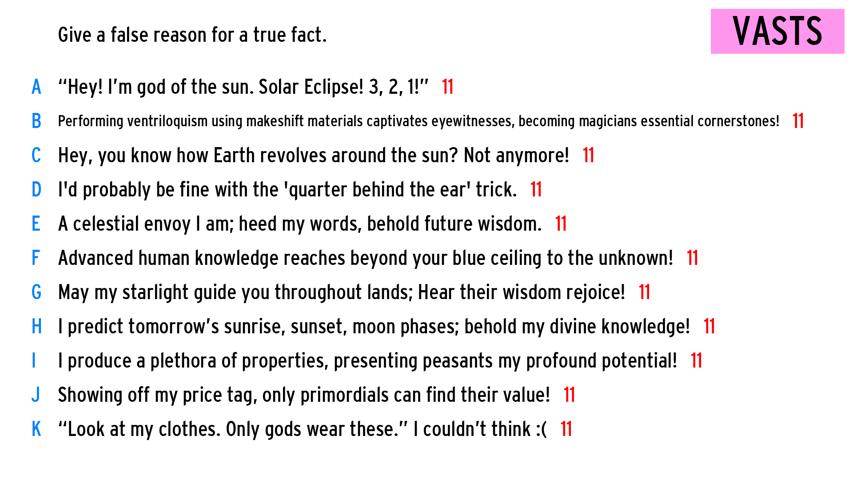 Give a false reason for a true fact.
VASTS
A “Hey! I’m god of the sun. Solar Eclipse! 3, 2, 1!” 11
B Performing ventriloquism using makeshift materials captivates eyewitnesses, becoming magicians essential cornerstones! 11
C Hey, you know how Earth revolves around the sun? Not anymore! 11
D I'd probably be fine with the 'quarter behind the ear' trick. 11
E A celestial envoy I am; heed my words, behold future wisdom. 11
F Advanced human knowledge reaches beyond your blue ceiling to the unknown! 11
G May my starlight guide you throughout lands; Hear their wisdom rejoice! 11
H I predict tomorrow’s sunrise, sunset, moon phases; behold my divine knowledge! 11
I I produce a plethora of properties, presenting peasants my profound potential! 11
J Showing off my price tag, only primordials can find their value! 11
K “Look at my clothes. Only gods wear these.” I couldn’t think :( 11